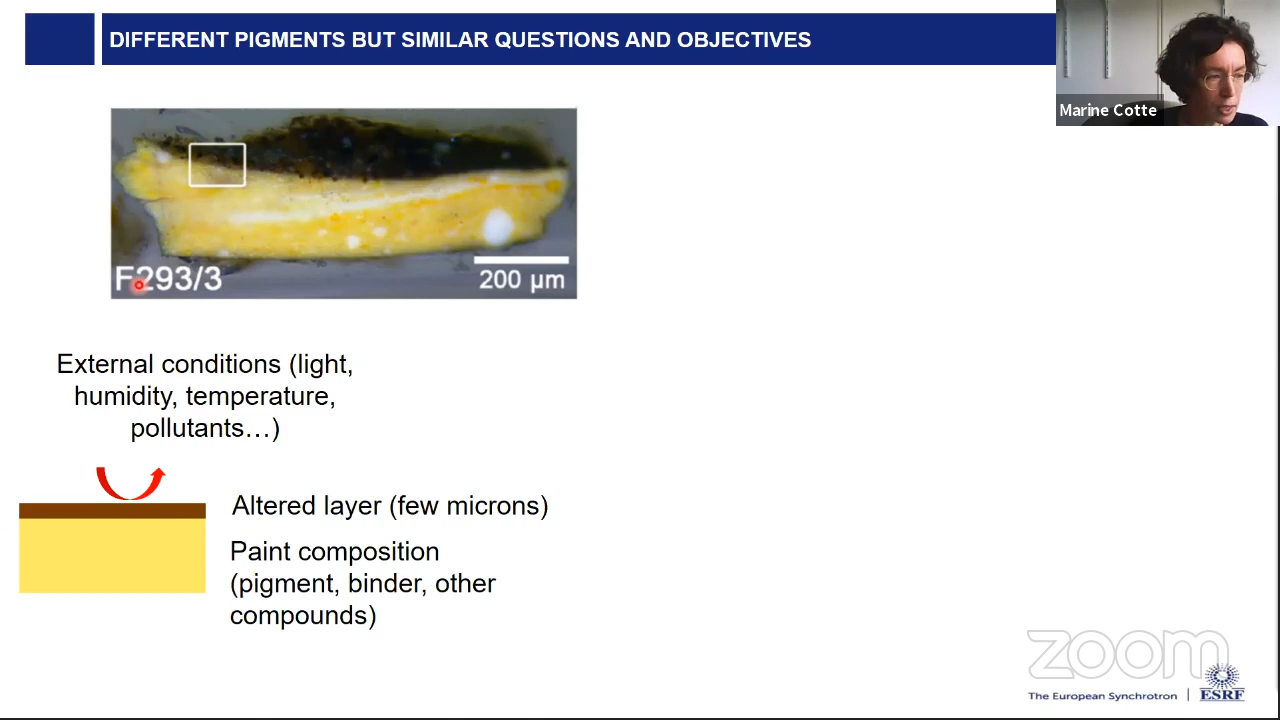 DIFFERENT PIGMENTS BUT SIMILAR QUESTIONS AND OBJECTIVES
Marine Cotte
F293/3
200 µm
External conditions (light,
humidity, temperature,
pollutants…)
Altered layer (few microns)
Paint composition
(pigment, binder, other
compounds)
zoom
The European Synchrotron
ESRF